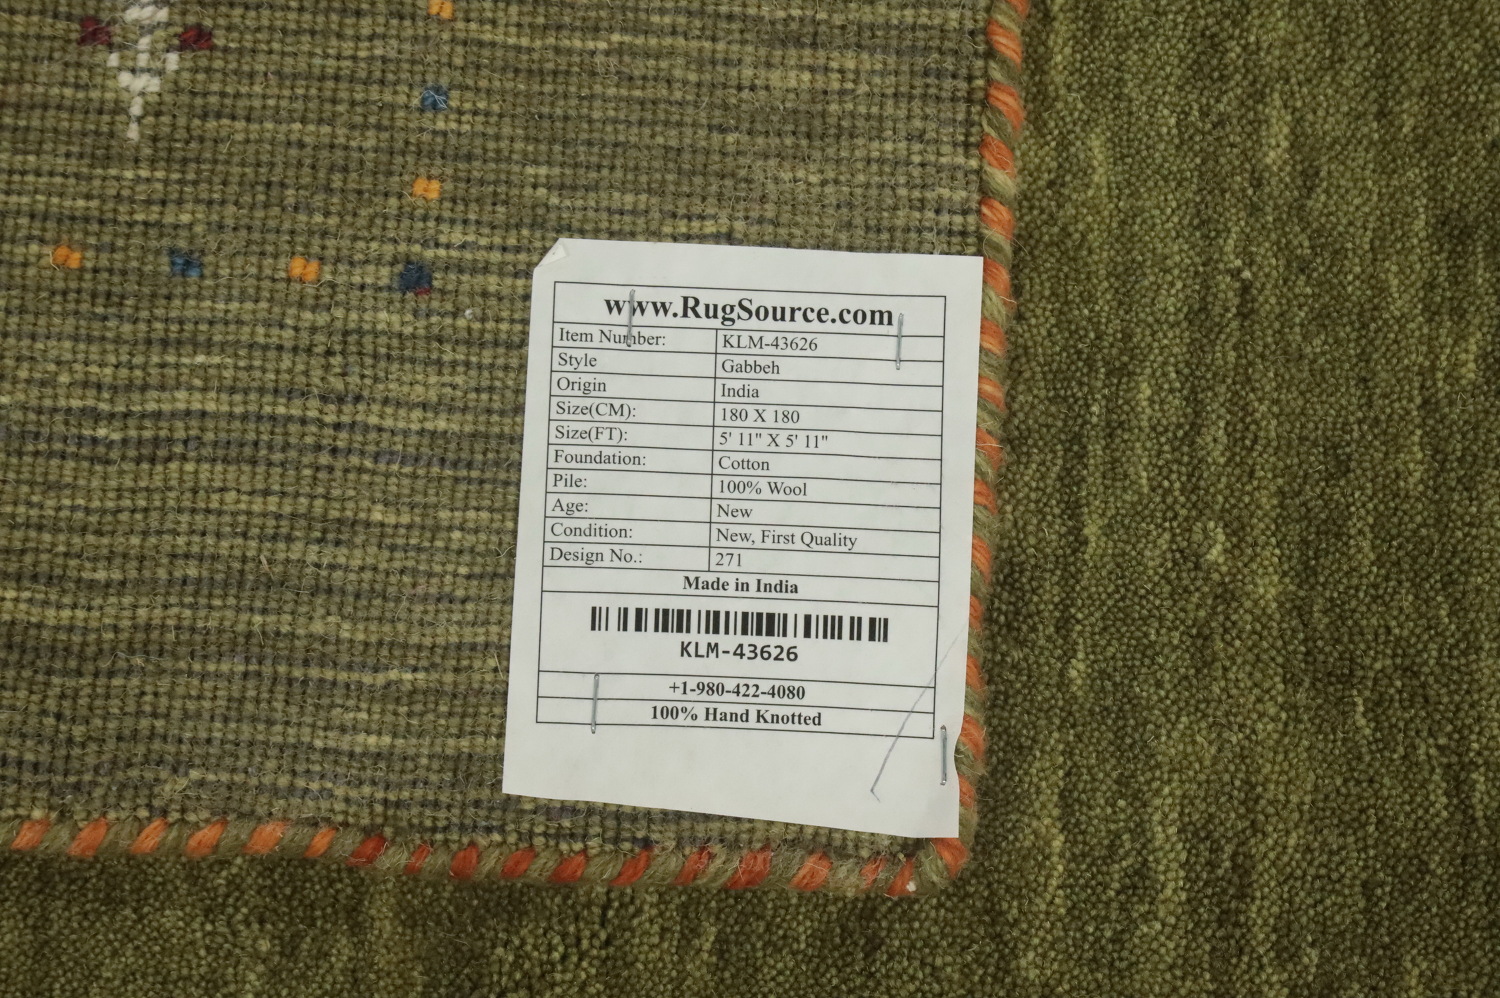 www.RugSource.com
Item Number: KLM-43626
Style Gabbeh
Origin India
Size(CM): 180 X 180
Size(FT): 5' 11" X 5' 11"
Foundation: Cotton
Pile: 100% Wool
Age: New
Condition: New, First Quality
Design No.: 271
Made in India
KLM-43626
+1-980-422-4080
100% Hand Knotted